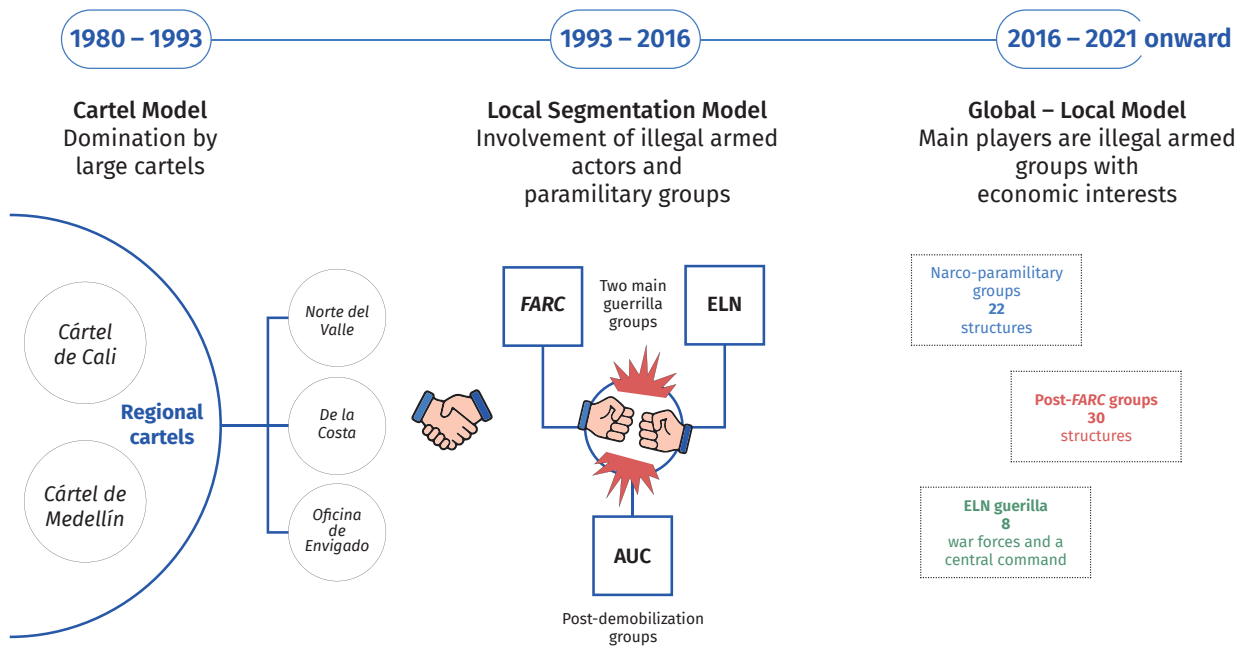 1980 – 1993
1993 – 2016
2016 – 2021 onward
Cartel Model
Domination by
large cartels
Local Segmentation Model
Involvement of illegal armed
actors and
paramilitary groups
Global – Local Model
Main players are illegal armed
groups with
economic interests
Cártel
de Cali
Cártel de
Medellín
Regional
cartels
Norte del
Valle
De la
Costa
Oficina
de
Envigado
FARC
Two main
guerrilla
groups
ELN
AUC
Post-demobilization
groups
Narco-paramilitary
groups
22
structures
Post-FARC groups
30
structures
ELN guerilla
8
war forces and a
central command